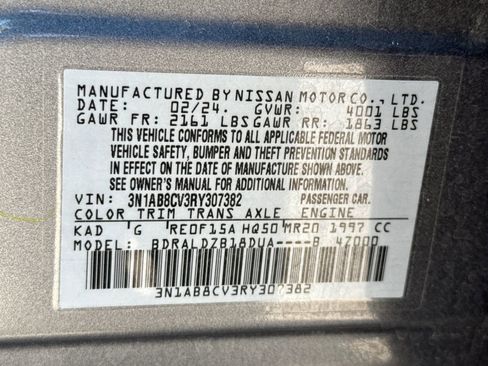 MANUFACTURED BY NISSAN MOTOR CO., LTD.
DATE: 02/24. GVWR: 4001 LBS
GAWR FR: 2161 LBS GAWR RR: 1863 LBS
THIS VEHICLE CONFORMS TO ALL APPLICABLE FEDERAL MOTOR
VEHICLE SAFETY, BUMPER AND THEFT PREVENTION STANDARDS
IN EFFECT ON THE DATE OF MANUFACTURE SHOWN ABOVE.
SEE OWNER'S MANUAL FOR ADDITIONAL INFORMATION.
VIN: 3N1AB8CV3RY307382 PASSENGER CAR.
COLOR TRIM TRANS AXLE ENGINE
KAD G RE0F15A HQ50 MR20 1997 CC
MODEL: BDRALDZB18DUA----B 47000
3N1AB8CV3RY307382